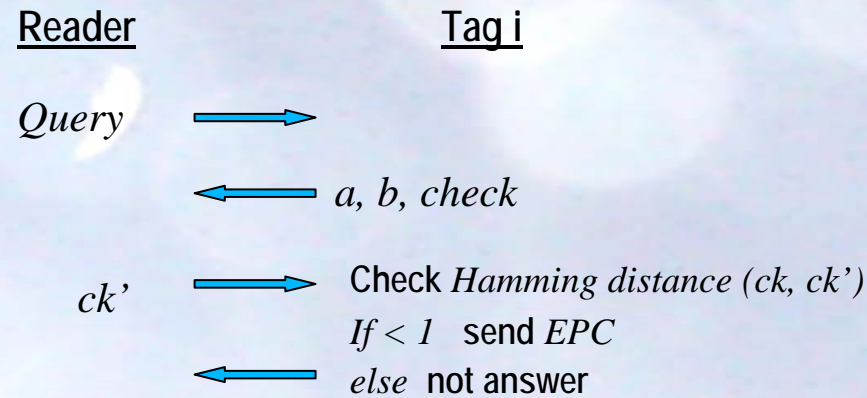 Reader Tag i
Query
a, b, check
Check Hamming distance (ck, ck’)
ck’
If < 1 send EPC
else not answer